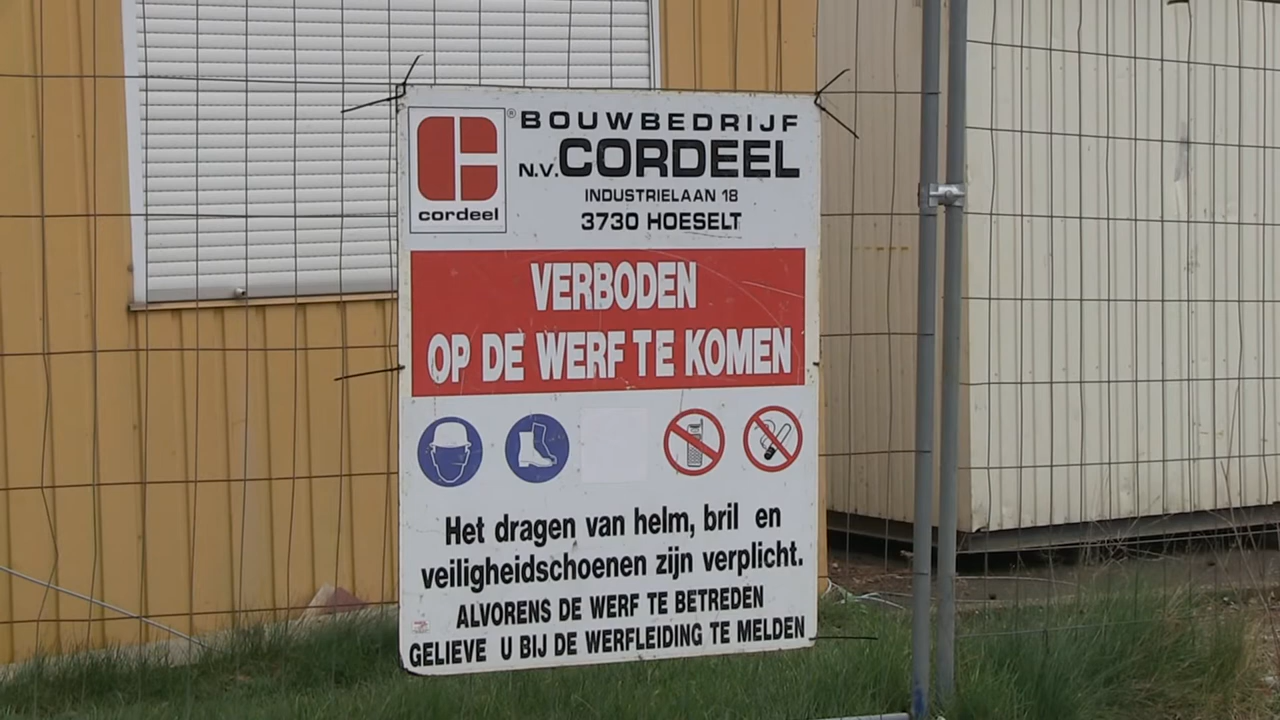 BOUWBEDRIJF
N.V. CORDEEL
cordeel
INDUSTRIELAAN 18
3730 HOESELT
VERBODEN
OP DE WERF TE KOMEN
Het dragen van helm, bril en
veiligheidschoenen zijn verplicht.
ALVORENS DE WERF TE BETREDEN
GELIEVE U BIJ DE WERFLEIDING TE MELDEN